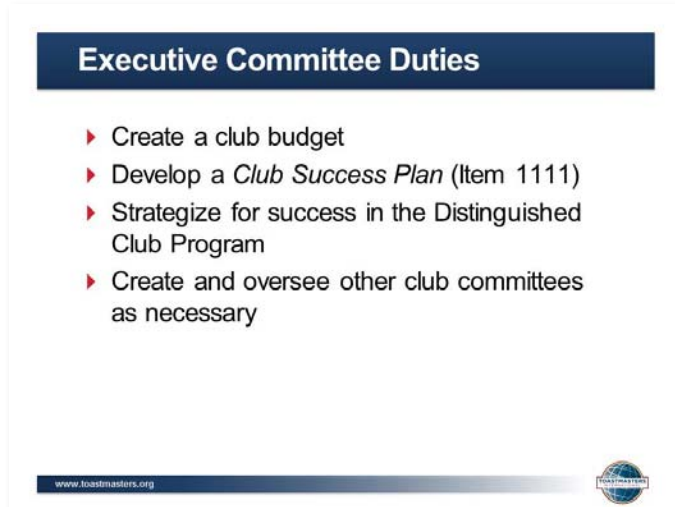 Executive Committee Duties
Create a club budget
Develop a Club Success Plan (Item 1111)
Strategize for success in the Distinguished
Club Program
Create and oversee other club committees
as necessary
www.toastmasters.org
TOASTMASTERS